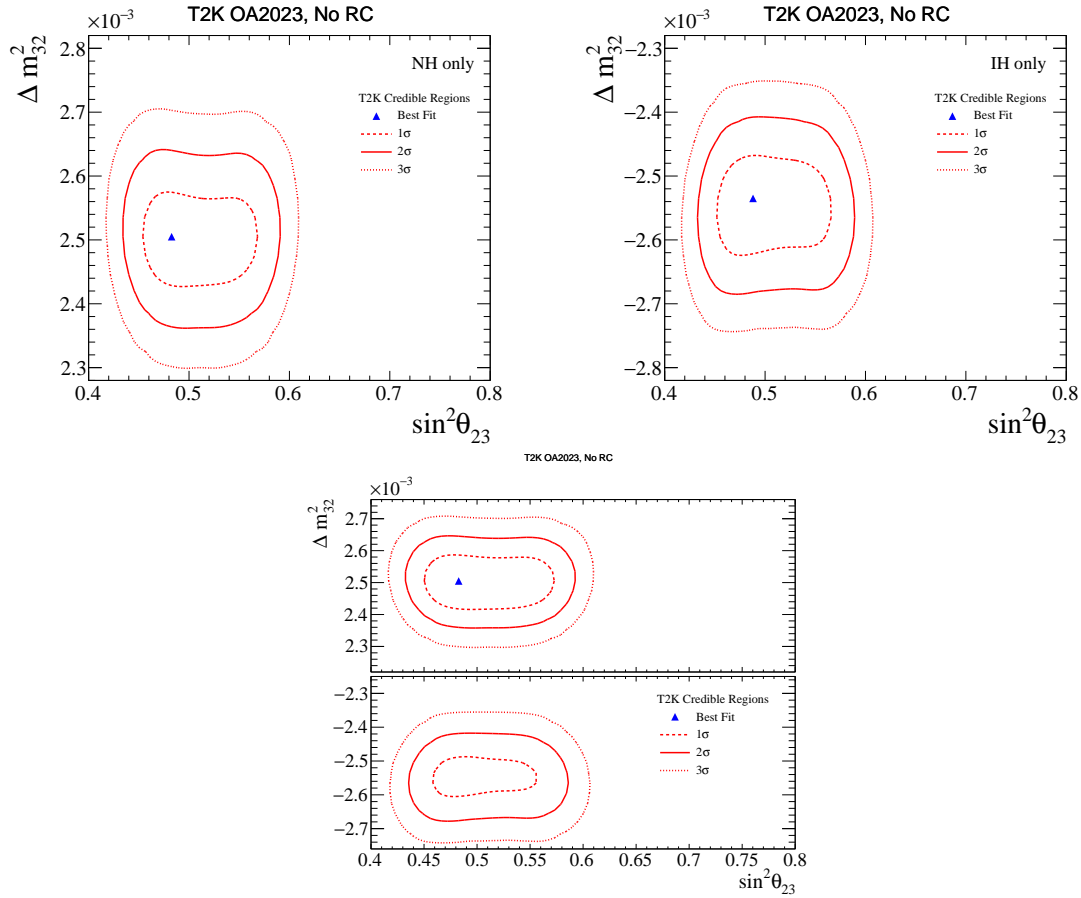 T2K OA2023, No RC
×10⁻³
Δ m²₃₂
2.8
2.7
2.6
2.5
2.4
2.3
NH only
T2K Credible Regions
Best Fit
1σ
2σ
3σ
0.4 0.5 0.6 0.7 0.8
sin²θ₂₃
T2K OA2023, No RC
×10⁻³
Δ m²₃₂
−2.3
−2.4
−2.5
−2.6
−2.7
−2.8
IH only
T2K Credible Regions
Best Fit
1σ
2σ
3σ
0.4 0.5 0.6 0.7 0.8
sin²θ₂₃
T2K OA2023, No RC
×10⁻³
Δ m²₃₂
2.7
2.6
2.5
2.4
2.3
−2.3
−2.4
−2.5
−2.6
−2.7
T2K Credible Regions
Best Fit
1σ
2σ
3σ
0.4 0.45 0.5 0.55 0.6 0.65 0.7 0.75 0.8
sin²θ₂₃